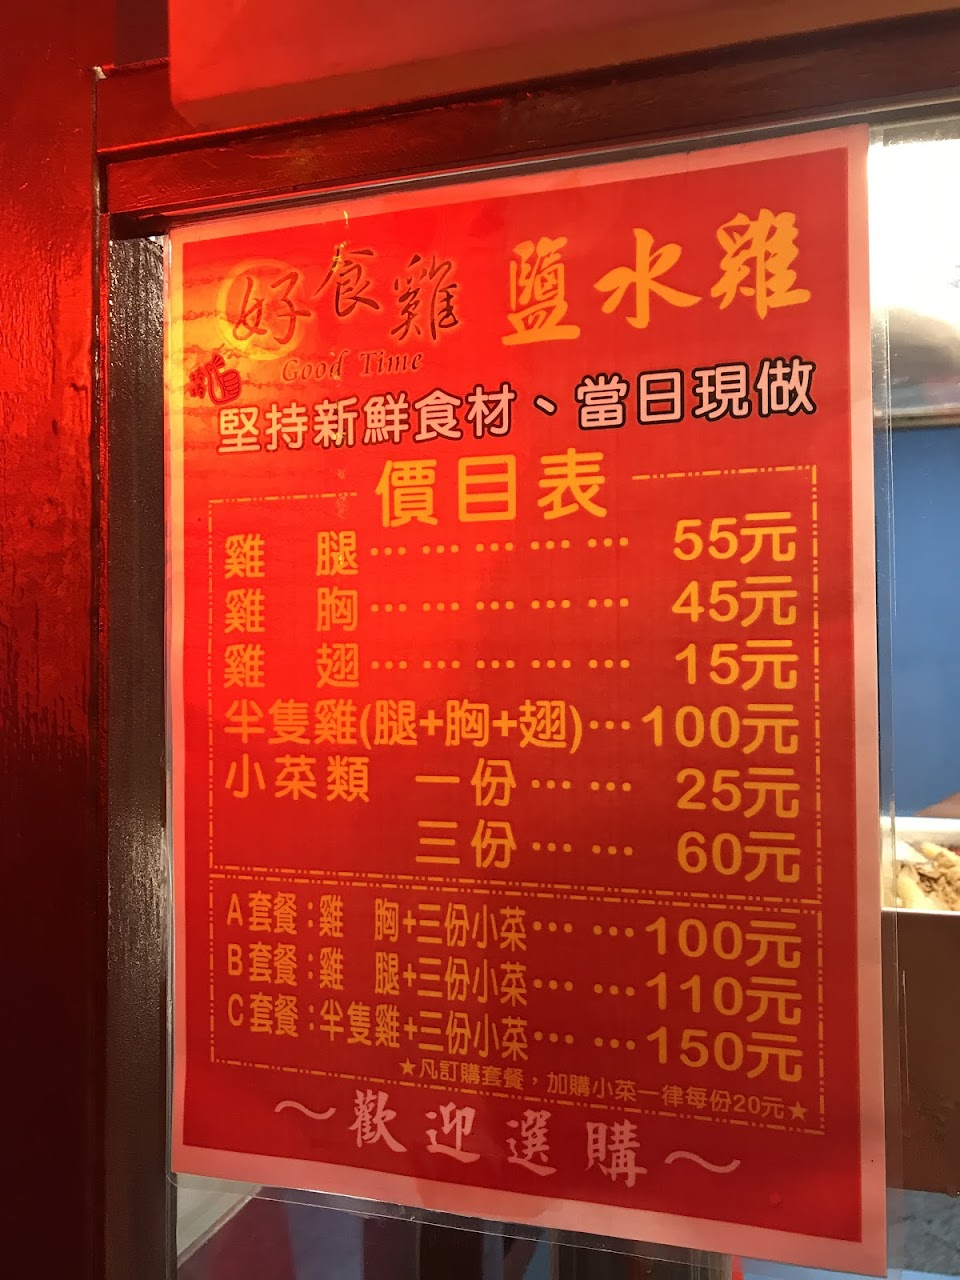 好食雞 鹽水雞
Good Time
堅持新鮮食材、當日現做
價目表
雞 腿…………… 55元
雞 胸…………… 45元
雞 翅…………… 15元
半隻雞(腿+胸+翅)…100元
小菜類 一份…… 25元
三份…… 60元
A套餐:雞 胸+三份小菜……100元
B套餐:雞 腿+三份小菜……110元
C套餐:半隻雞+三份小菜……150元
★凡訂購套餐，加購小菜一律每份20元★
～歡迎選購～